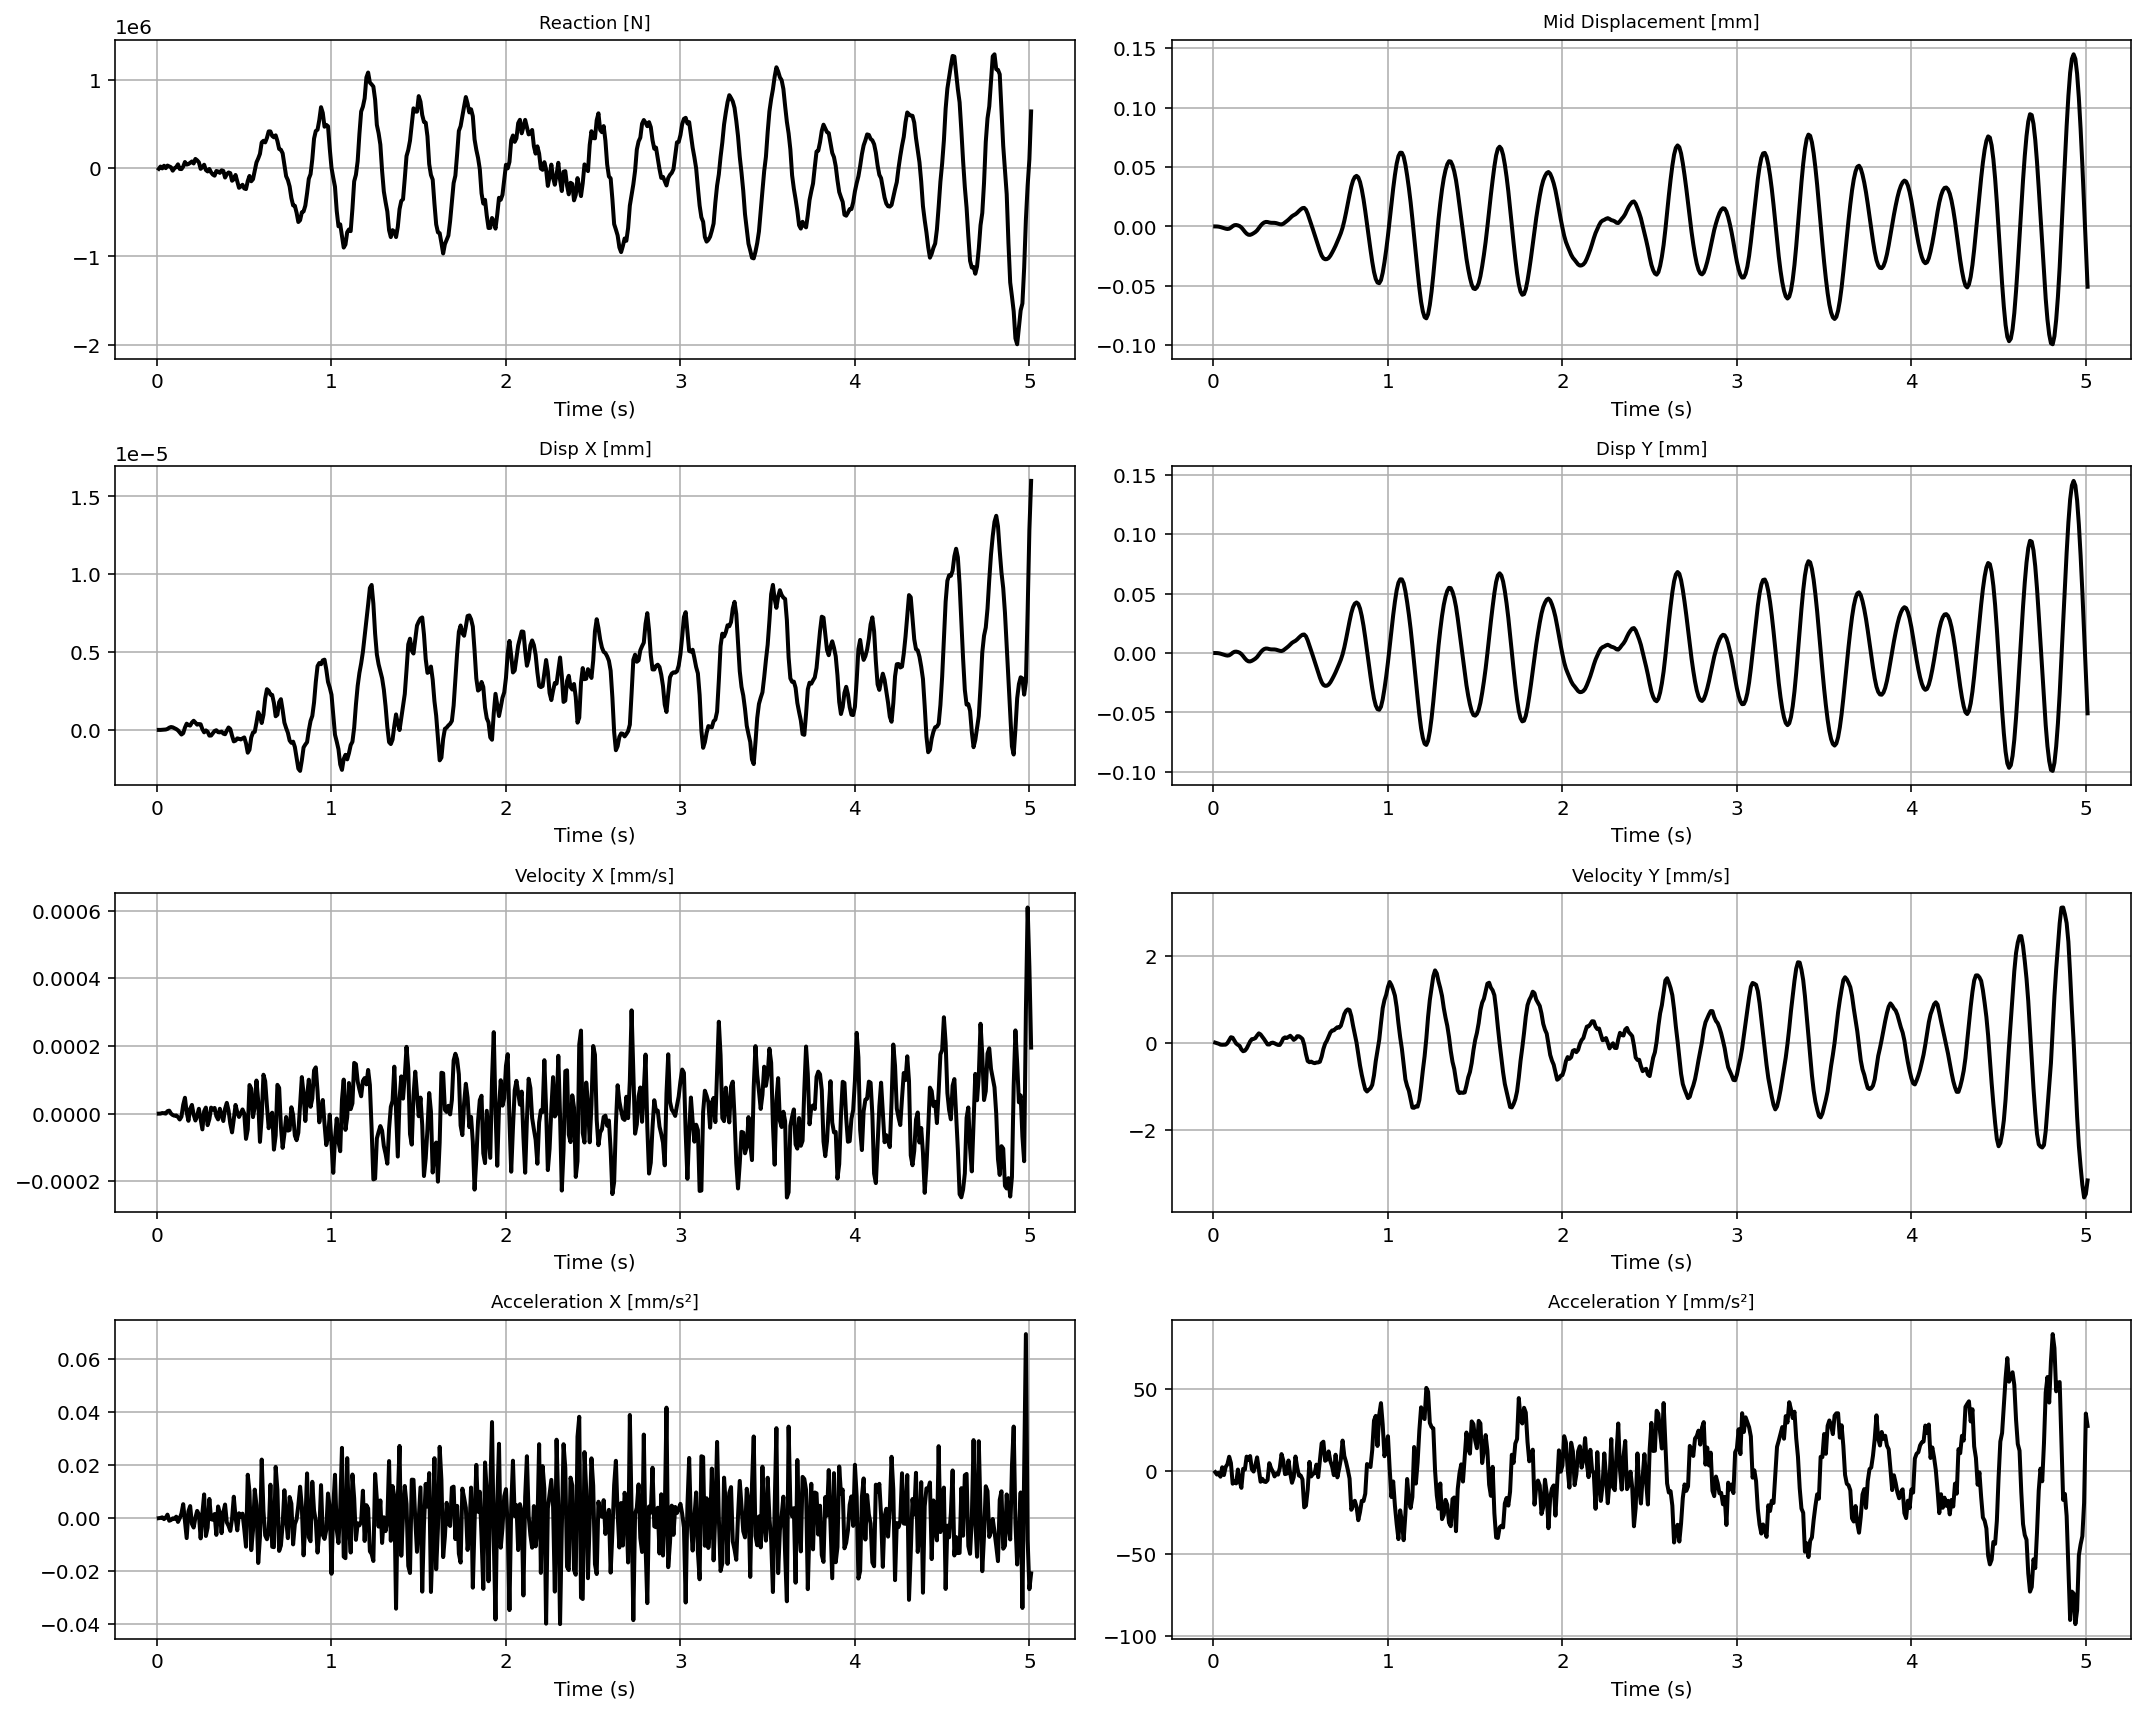 Reaction [N]
1e6
1
0
−1
−2
0 1 2 3 4 5
Time (s)
Mid Displacement [mm]
0.15
0.10
0.05
0.00
−0.05
−0.10
0 1 2 3 4 5
Time (s)
Disp X [mm]
1e−5
1.5
1.0
0.5
0.0
0 1 2 3 4 5
Time (s)
Disp Y [mm]
0.15
0.10
0.05
0.00
−0.05
−0.10
0 1 2 3 4 5
Time (s)
Velocity X [mm/s]
0.0006
0.0004
0.0002
0.0000
−0.0002
0 1 2 3 4 5
Time (s)
Velocity Y [mm/s]
2
0
−2
0 1 2 3 4 5
Time (s)
Acceleration X [mm/s²]
0.06
0.04
0.02
0.00
−0.02
−0.04
0 1 2 3 4 5
Time (s)
Acceleration Y [mm/s²]
50
0
−50
−100
0 1 2 3 4 5
Time (s)